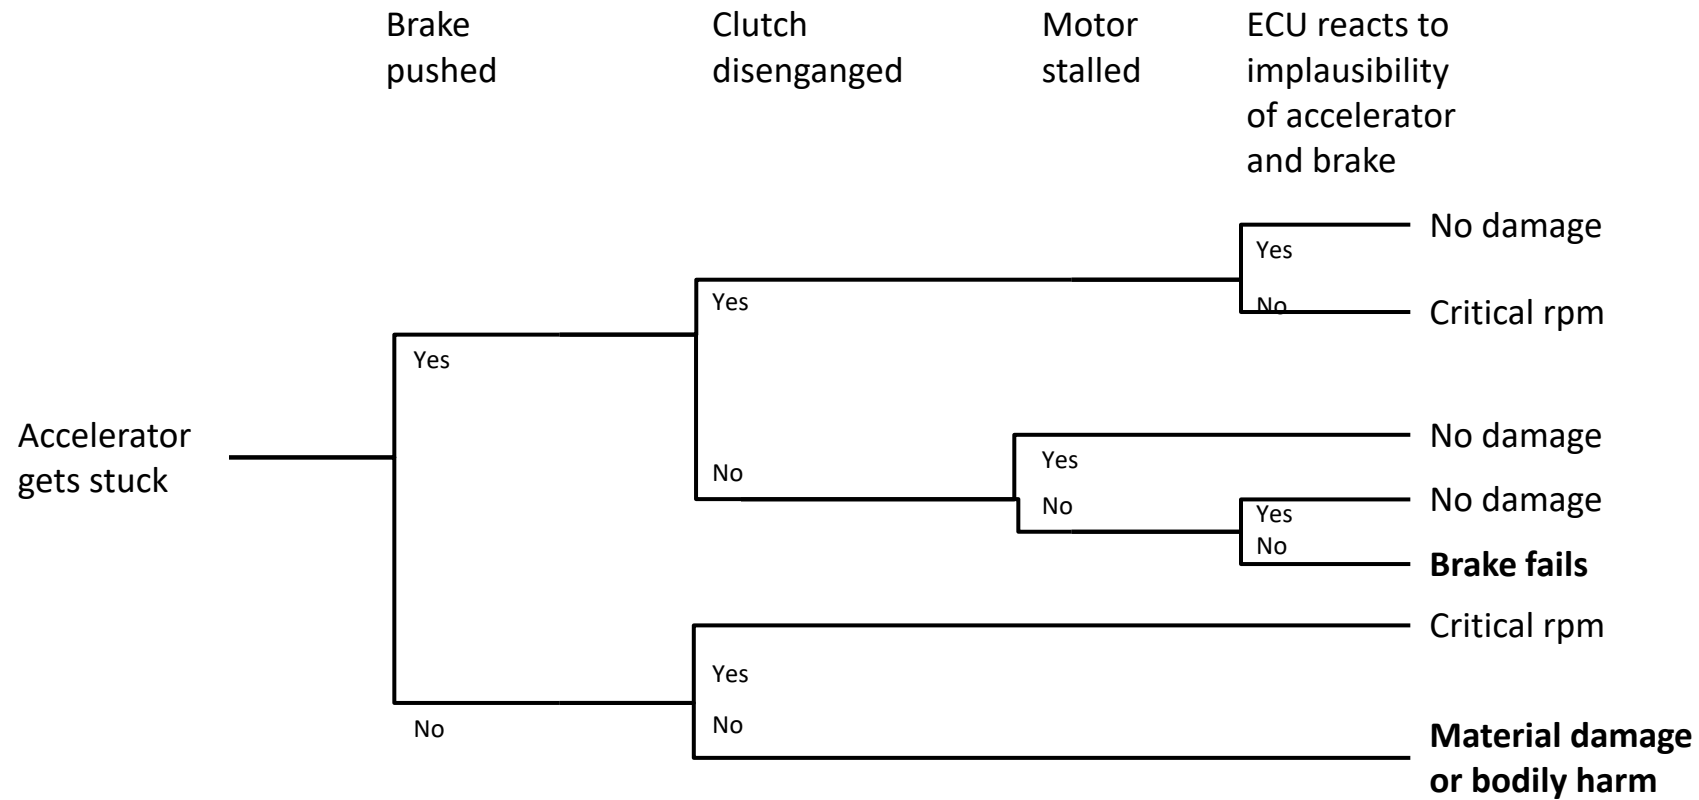 Brake
pushed
Clutch
disenganged
Motor
stalled
ECU reacts to
implausibility
of accelerator
and brake
No damage
Yes
No
Critical rpm
Yes
Yes
Accelerator
gets stuck
No damage
Yes
No
No
No damage
Yes
No
Brake fails
Critical rpm
Yes
No
No
Material damage
or bodily harm